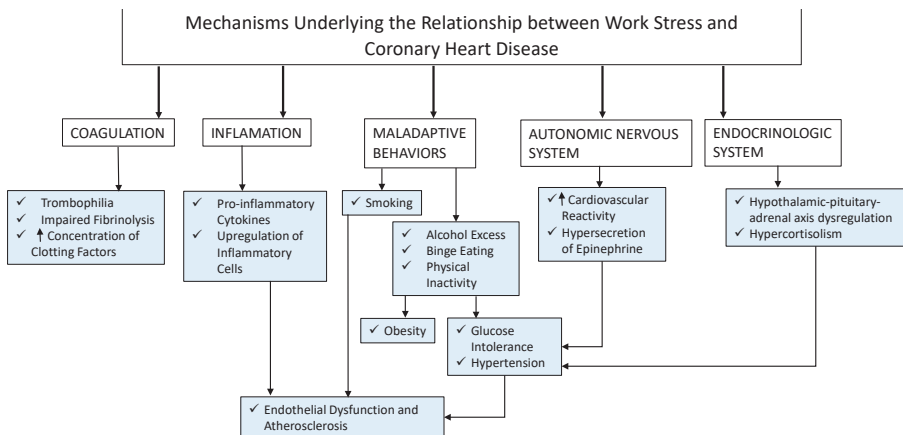 Mechanisms Underlying the Relationship between Work Stress and
Coronary Heart Disease
COAGULATION
INFLAMATION
MALADAPTIVE
BEHAVIORS
AUTONOMIC NERVOUS
SYSTEM
ENDOCRINOLOGIC
SYSTEM
✓ Trombophilia
✓ Impaired Fibrinolysis
✓ ↑ Concentration of
Clotting Factors
✓ Pro-inflammatory
Cytokines
✓ Upregulation of
Inflammatory
Cells
✓ Smoking
✓ Alcohol Excess
✓ Binge Eating
✓ Physical
Inactivity
✓ ↑ Cardiovascular
Reactivity
✓ Hypersecretion
of Epinephrine
✓ Hypothalamic-pituitary-
adrenal axis dysregulation
✓ Hypercortisolism
✓ Obesity
✓ Glucose
Intolerance
✓ Hypertension
✓ Endothelial Dysfunction and
Atherosclerosis